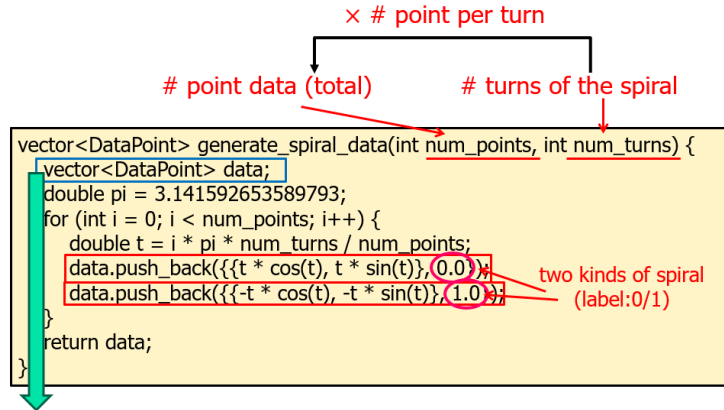 × # point per turn
# point data (total)
# turns of the spiral
vector<DataPoint> generate_spiral_data(int num_points, int num_turns) {
vector<DataPoint> data;
double pi = 3.141592653589793;
for (int i = 0; i < num_points; i++) {
double t = i * pi * num_turns / num_points;
data.push_back({{t * cos(t), t * sin(t)}, 0.0});
data.push_back({{-t * cos(t), -t * sin(t)}, 1.0});
two kinds of spiral
(label:0/1)
}
return data;
}